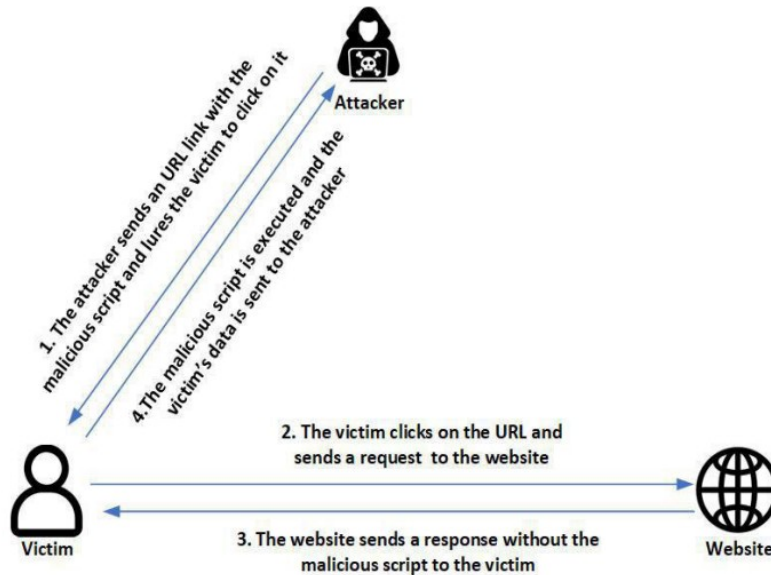 Attacker
1. The attacker sends an URL link with the
malicious script and lures the victim to click on it
4.The malicious script is executed and the
victim's data is sent to the attacker
2. The victim clicks on the URL and
sends a request to the website
Victim
3. The website sends a response without the
malicious script to the victim
Website